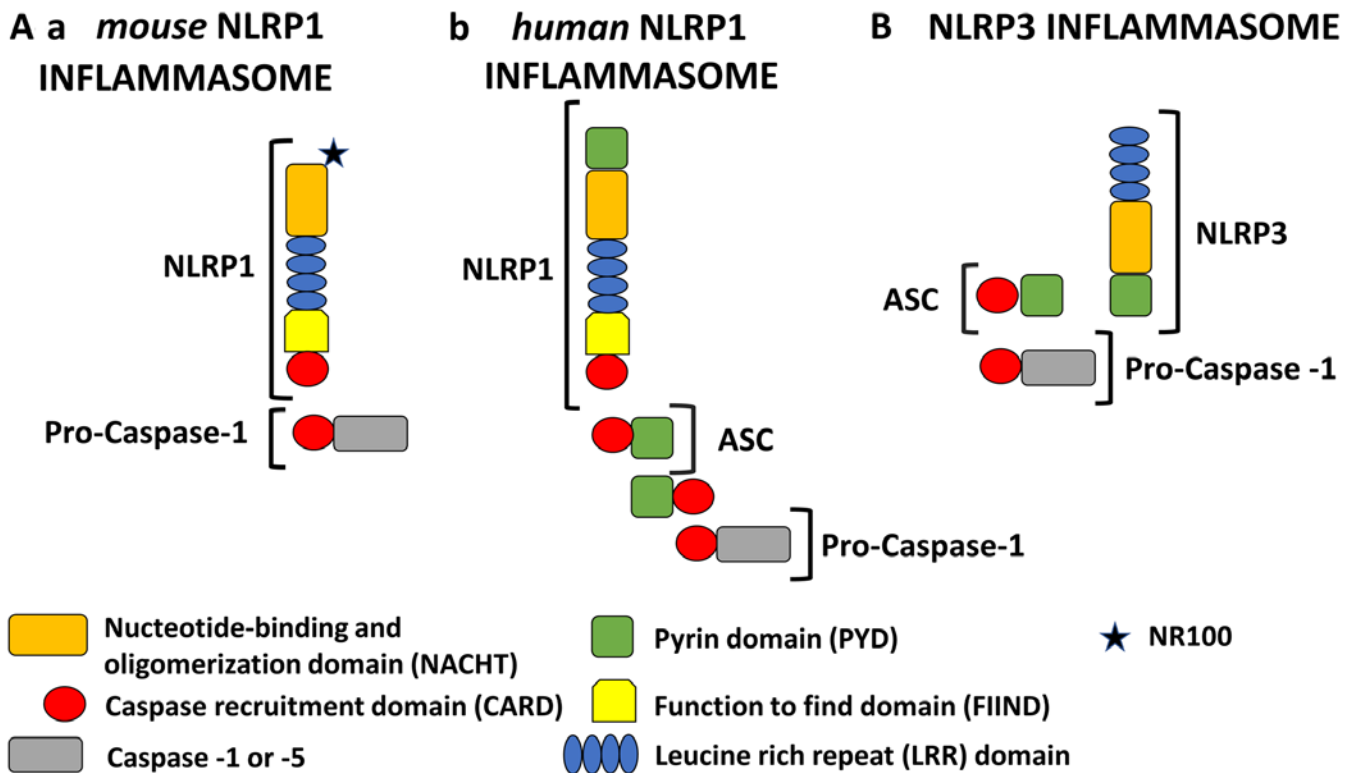 A a mouse NLRP1
INFLAMMASOME
b human NLRP1
INFLAMMASOME
B NLRP3 INFLAMMASOME
NLRP1
Pro-Caspase-1
NLRP1
ASC
Pro-Caspase-1
NLRP3
ASC
Pro-Caspase -1
Nucteotide-binding and
oligomerization domain (NACHT)
Caspase recruitment domain (CARD)
Caspase -1 or -5
Pyrin domain (PYD)
Function to find domain (FIIND)
Leucine rich repeat (LRR) domain
NR100